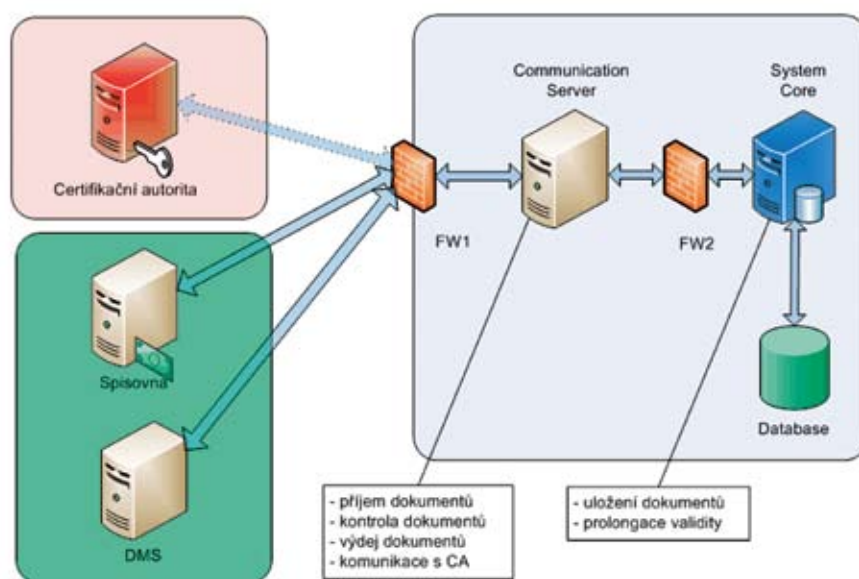 Communication
Server
System
Core
Certifikační autorita
FW1
FW2
Spisovna
Database
DMS
- příjem dokumentů
- kontrola dokumentů
- výdej dokumentů
- komunikace s CA
- uložení dokumentů
- prolongace validity